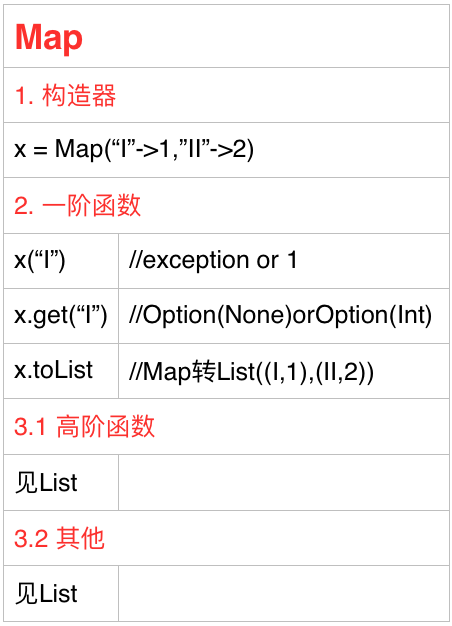 Map
1. 构造器
x = Map(“I”->1,”II”->2)
2. 一阶函数
x(“I”) //exception or 1
x.get(“I”) //Option(None)orOption(Int)
x.toList //Map转List((I,1),(II,2))
3.1 高阶函数
见List
3.2 其他
见List